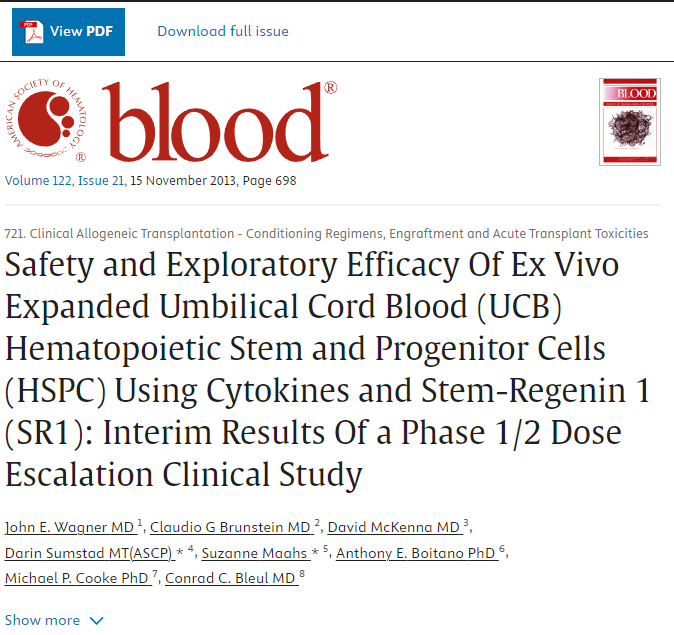 View PDF Download full issue
AMERICAN SOCIETY OF HEMATOLOGY ®
blood®
BLOOD
Volume 122, Issue 21, 15 November 2013, Page 698
721. Clinical Allogeneic Transplantation - Conditioning Regimens, Engraftment and Acute Transplant Toxicities
Safety and Exploratory Efficacy Of Ex Vivo
Expanded Umbilical Cord Blood (UCB)
Hematopoietic Stem and Progenitor Cells
(HSPC) Using Cytokines and Stem-Regenin 1
(SR1): Interim Results Of a Phase 1/2 Dose
Escalation Clinical Study
John E. Wagner MD 1, Claudio G Brunstein MD 2, David McKenna MD 3,
Darin Sumstad MT(ASCP) * 4, Suzanne Maahs * 5, Anthony E. Boitano PhD 6,
Michael P. Cooke PhD 7, Conrad C. Bleul MD 8
Show more